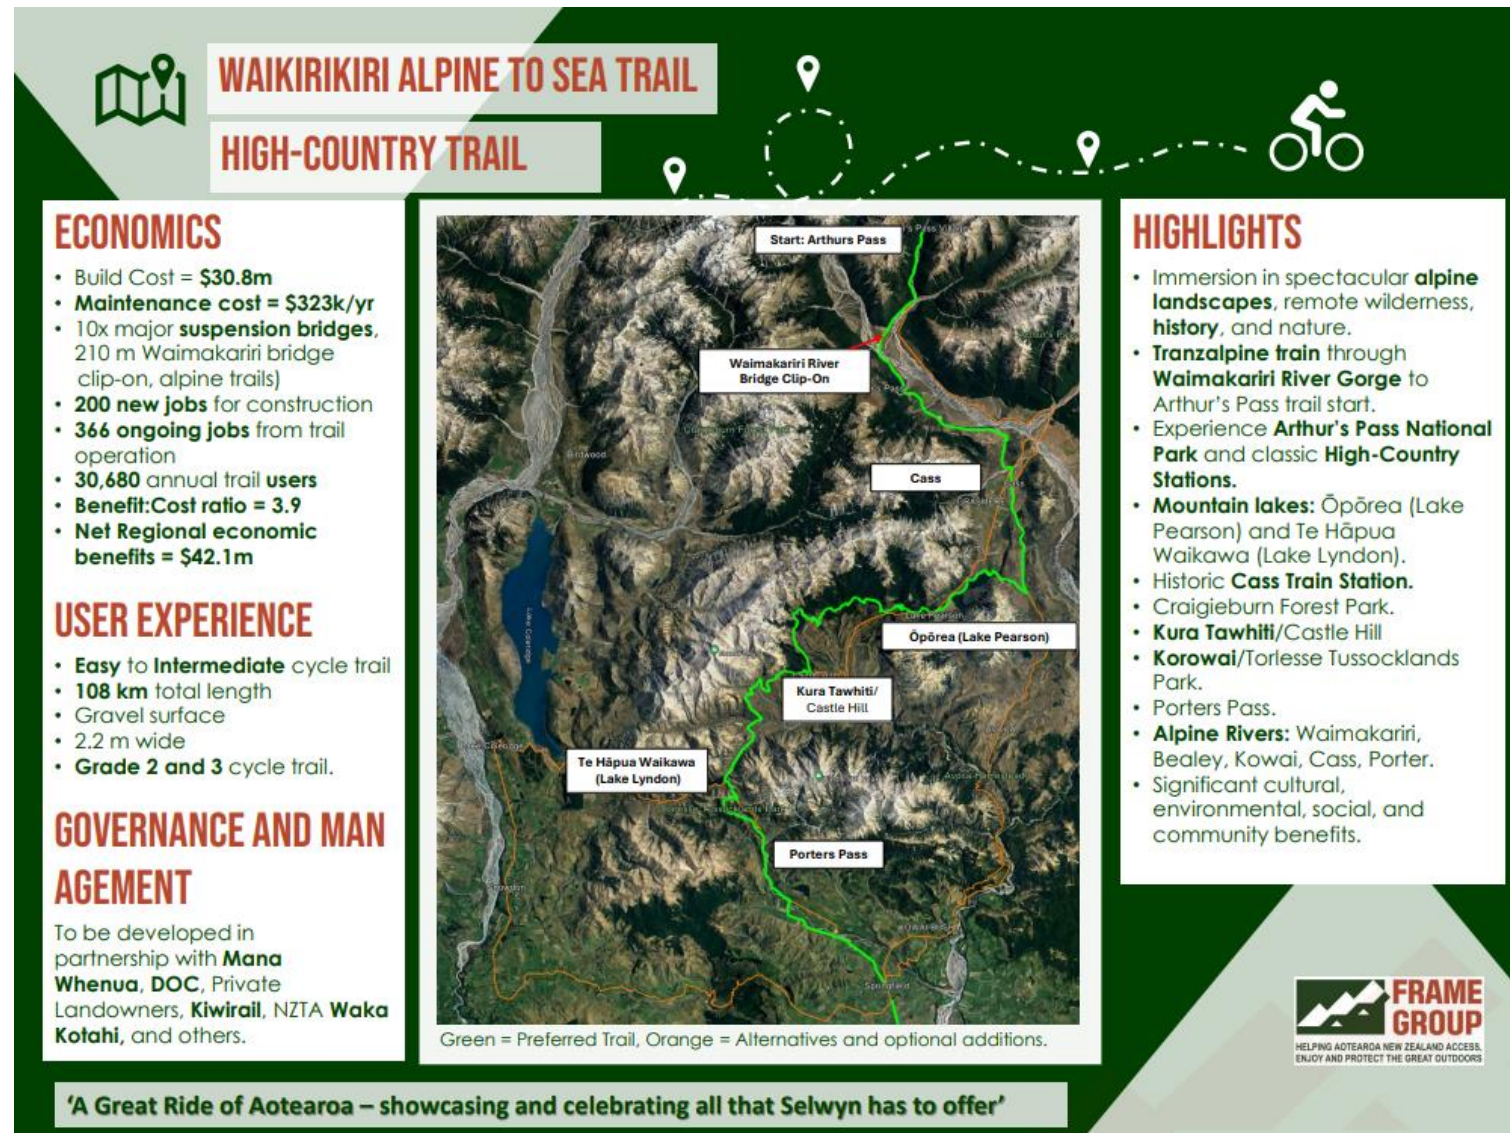 WAIKIRIKIRI ALPINE TO SEA TRAIL
HIGH-COUNTRY TRAIL
ECONOMICS
• Build Cost = $30.8m
• Maintenance cost = $323k/yr
• 10x major suspension bridges,
210 m Waimakariri bridge
clip-on, alpine trails)
• 200 new jobs for construction
• 366 ongoing jobs from trail
operation
• 30,680 annual trail users
• Benefit:Cost ratio = 3.9
• Net Regional economic
benefits = $42.1m
USER EXPERIENCE
• Easy to Intermediate cycle trail
• 108 km total length
• Gravel surface
• 2.2 m wide
• Grade 2 and 3 cycle trail.
GOVERNANCE AND MAN
AGEMENT
To be developed in
partnership with Mana
Whenua, DOC, Private
Landowners, Kiwirail, NZTA Waka
Kotahi, and others.
Start: Arthurs Pass
Waimakariri River
Bridge Clip-On
Cass
Lake Coleridge
Lake Pearson
Ōpōrea (Lake Pearson)
Kura Tawhiti/
Castle Hill
Te Hāpua Waikawa
(Lake Lyndon)
Porters Pass
Springfield
Green = Preferred Trail, Orange = Alternatives and optional additions.
HIGHLIGHTS
• Immersion in spectacular alpine
landscapes, remote wilderness,
history, and nature.
• Tranzalpine train through
Waimakariri River Gorge to
Arthur's Pass trail start.
• Experience Arthur's Pass National
Park and classic High-Country
Stations.
• Mountain lakes: Ōpōrea (Lake
Pearson) and Te Hāpua
Waikawa (Lake Lyndon).
• Historic Cass Train Station.
• Craigieburn Forest Park.
• Kura Tawhiti/Castle Hill
• Korowai/Torlesse Tussocklands
Park.
• Porters Pass.
• Alpine Rivers: Waimakariri,
Bealey, Kowai, Cass, Porter.
• Significant cultural,
environmental, social, and
community benefits.
FRAME
GROUP
HELPING AOTEAROA NEW ZEALAND ACCESS,
ENJOY AND PROTECT THE GREAT OUTDOORS
'A Great Ride of Aotearoa – showcasing and celebrating all that Selwyn has to offer'